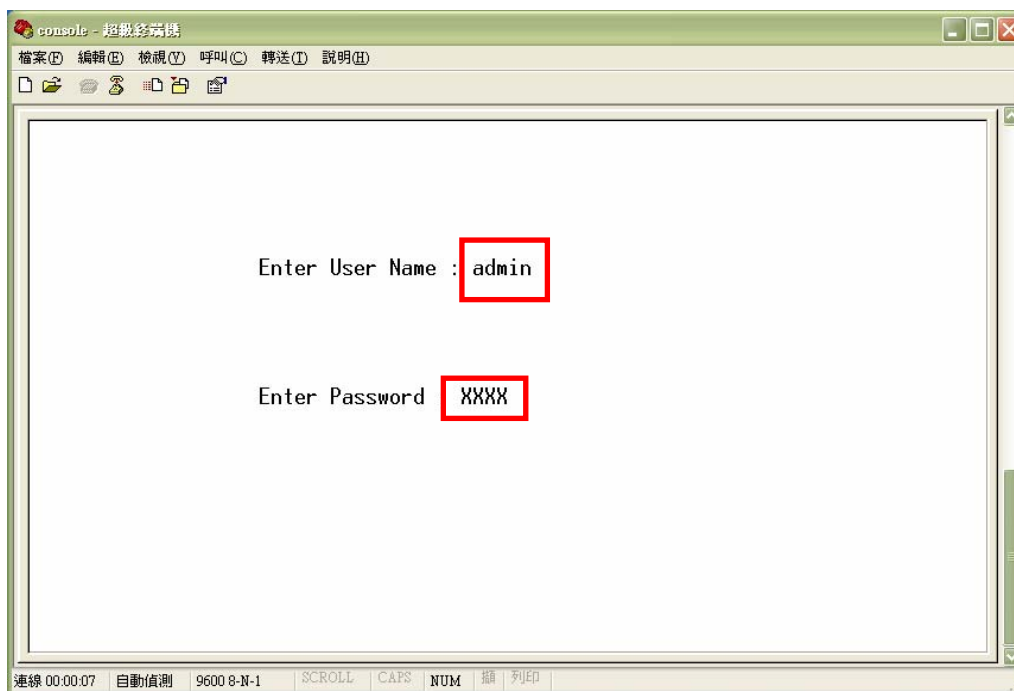 console - 超級終端機
檔案(F) 編輯(E) 檢視(V) 呼叫(C) 轉送(T) 說明(H)
Enter User Name : admin
Enter Password XXXX
連線 00:00:07 自動偵測 9600 8-N-1 SCROLL CAPS NUM 擷 列印